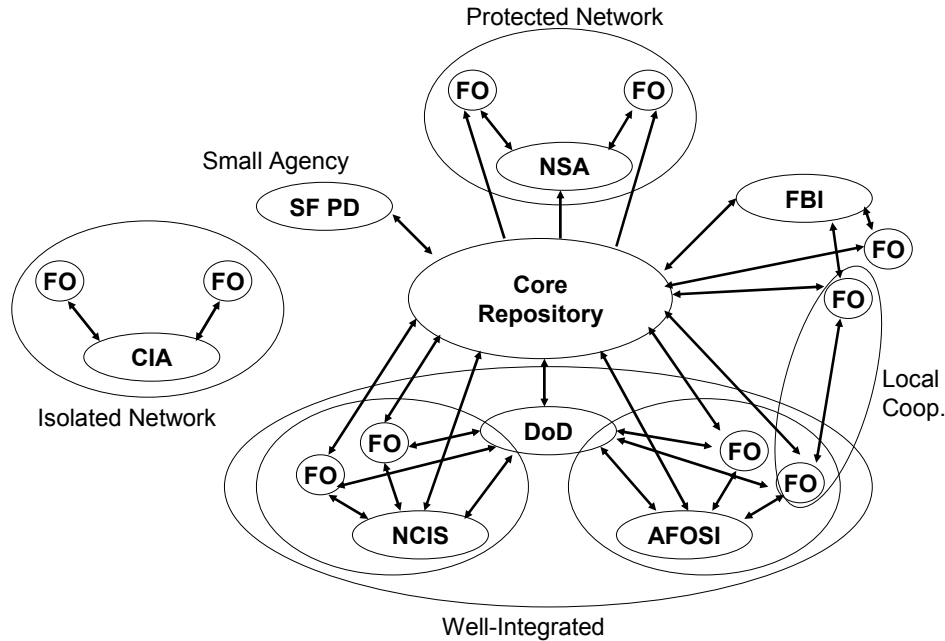 Protected Network
FO
FO
NSA
Small Agency
SF PD
FBI
FO
FO
FO
Core
Repository
FO
CIA
Isolated Network
Local
Coop.
DoD
FO
FO
FO
FO
NCIS
AFOSI
Well-Integrated